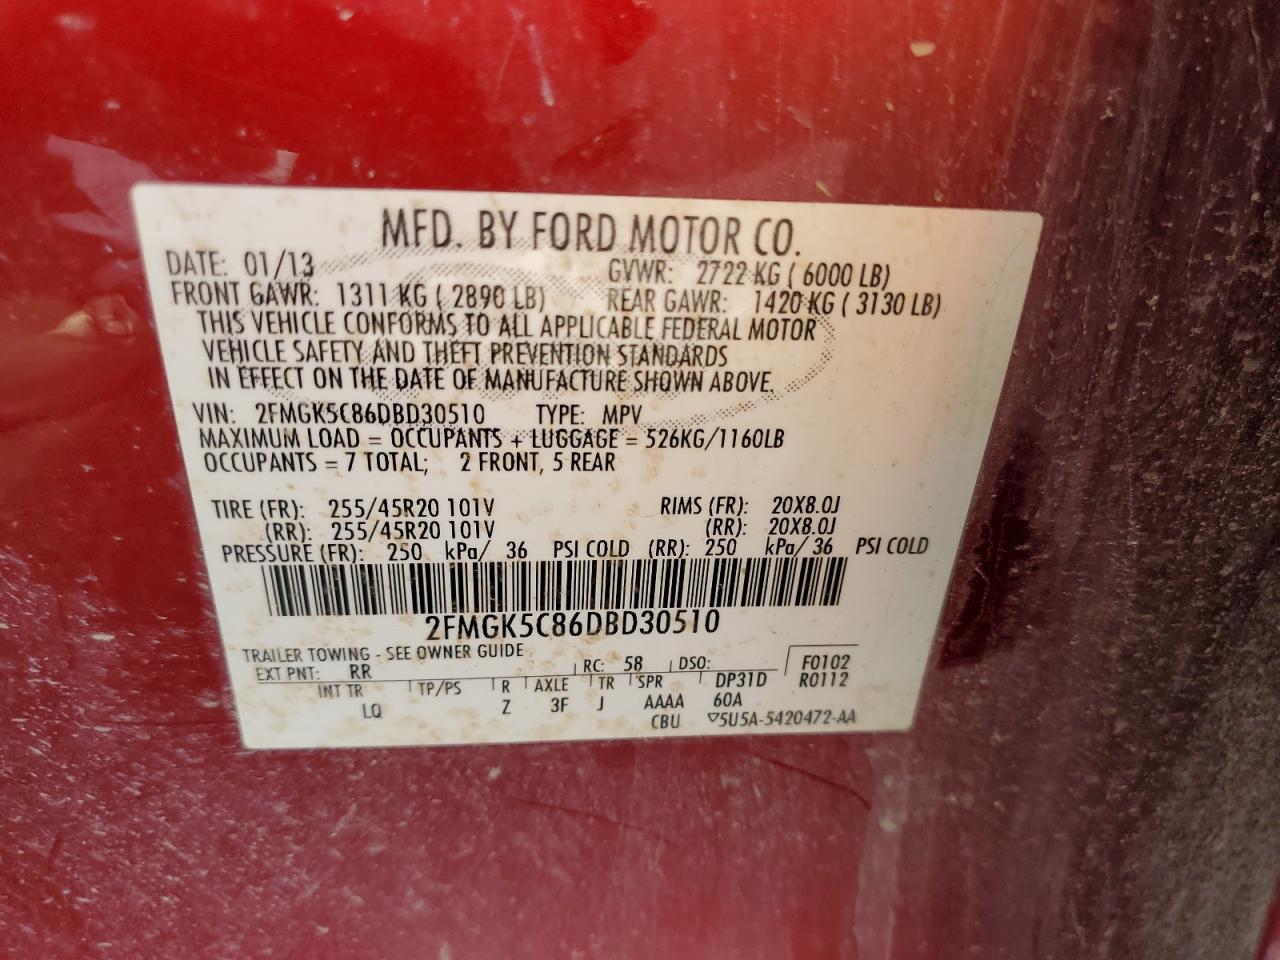 MFD. BY FORD MOTOR CO.
DATE: 01/13 GVWR: 2722 KG ( 6000 LB)
FRONT GAWR: 1311 KG ( 2890 LB) REAR GAWR: 1420 KG ( 3130 LB)
THIS VEHICLE CONFORMS TO ALL APPLICABLE FEDERAL MOTOR
VEHICLE SAFETY AND THEFT PREVENTION STANDARDS
IN EFFECT ON THE DATE OF MANUFACTURE SHOWN ABOVE.
VIN: 2FMGK5C86DBD30510 TYPE: MPV
MAXIMUM LOAD = OCCUPANTS + LUGGAGE = 526KG/1160LB
OCCUPANTS = 7 TOTAL; 2 FRONT, 5 REAR
TIRE (FR): 255/45R20 101V RIMS (FR): 20X8.0J
(RR): 255/45R20 101V (RR): 20X8.0J
PRESSURE (FR): 250 kPa/ 36 PSI COLD (RR): 250 kPa/ 36 PSI COLD
2FMGK5C86DBD30510
TRAILER TOWING - SEE OWNER GUIDE
EXT PNT: RR RC: 58 DSO: F0102
INT TR TP/PS R AXLE TR SPR DP31D R0112
LQ Z 3F J AAAA 60A
CBU ▽5U5A-5420472-AA